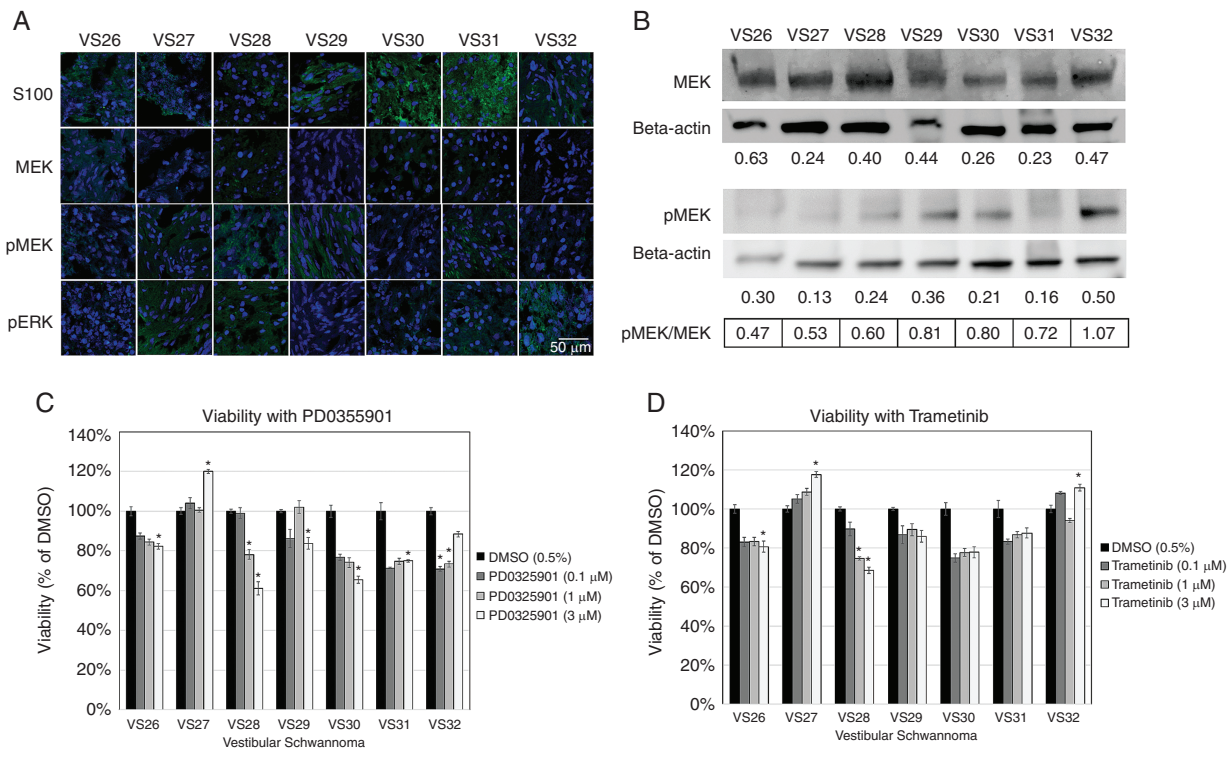 A
VS26 VS27 VS28 VS29 VS30 VS31 VS32
S100
MEK
pMEK
pERK
50 μm
B
VS26 VS27 VS28 VS29 VS30 VS31 VS32
MEK
Beta-actin
0.63 0.24 0.40 0.44 0.26 0.23 0.47
pMEK
Beta-actin
0.30 0.13 0.24 0.36 0.21 0.16 0.50
pMEK/MEK 0.47 0.53 0.60 0.81 0.80 0.72 1.07
C
Viability with PD0355901
Viability (% of DMSO)
140%
120%
100%
80%
60%
40%
20%
0%
* * * * * * * * *
DMSO (0.5%)
PD0325901 (0.1 μM)
PD0325901 (1 μM)
PD0325901 (3 μM)
VS26 VS27 VS28 VS29 VS30 VS31 VS32
Vestibular Schwannoma
D
Viability with Trametinib
Viability (% of DMSO)
140%
120%
100%
80%
60%
40%
20%
0%
* * * * *
DMSO (0.5%)
Trametinib (0.1 μM)
Trametinib (1 μM)
Trametinib (3 μM)
VS26 VS27 VS28 VS29 VS30 VS31 VS32
Vestibular Schwannoma